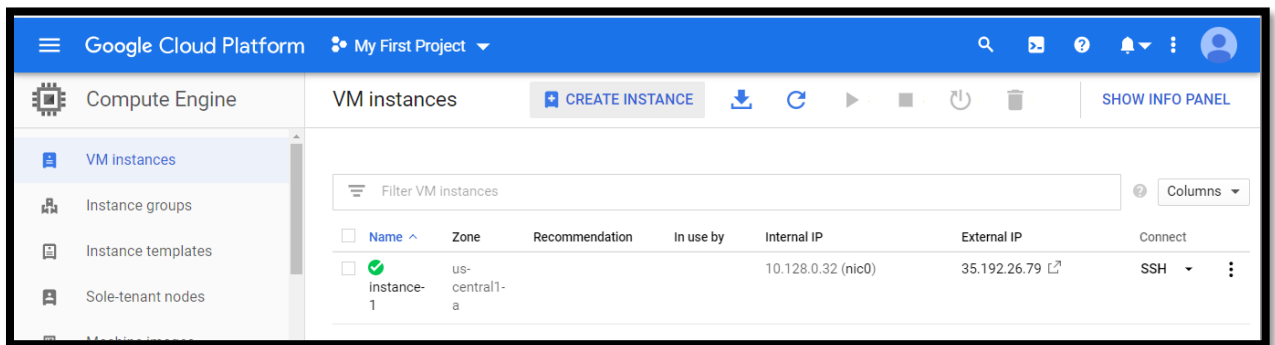 Google Cloud Platform My First Project
Compute Engine VM instances CREATE INSTANCE SHOW INFO PANEL
VM instances
Instance groups
Instance templates
Sole-tenant nodes
Filter VM instances Columns
Name Zone Recommendation In use by Internal IP External IP Connect
instance-1 us-central1-a 10.128.0.32 (nic0) 35.192.26.79 SSH